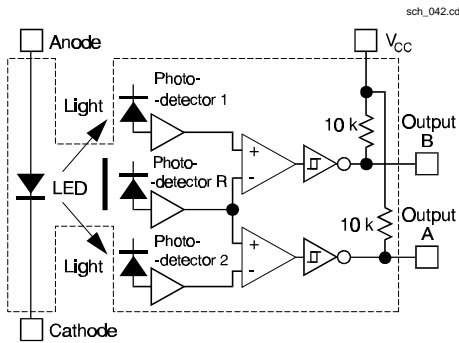 sch_042.cd
Anode
V_CC
Photo-
-detector 1
Light
10 k
Output
B
+
-
LED
Photo-
-detector R
10 k
Output
A
+
-
Photo-
-detector 2
Light
Cathode